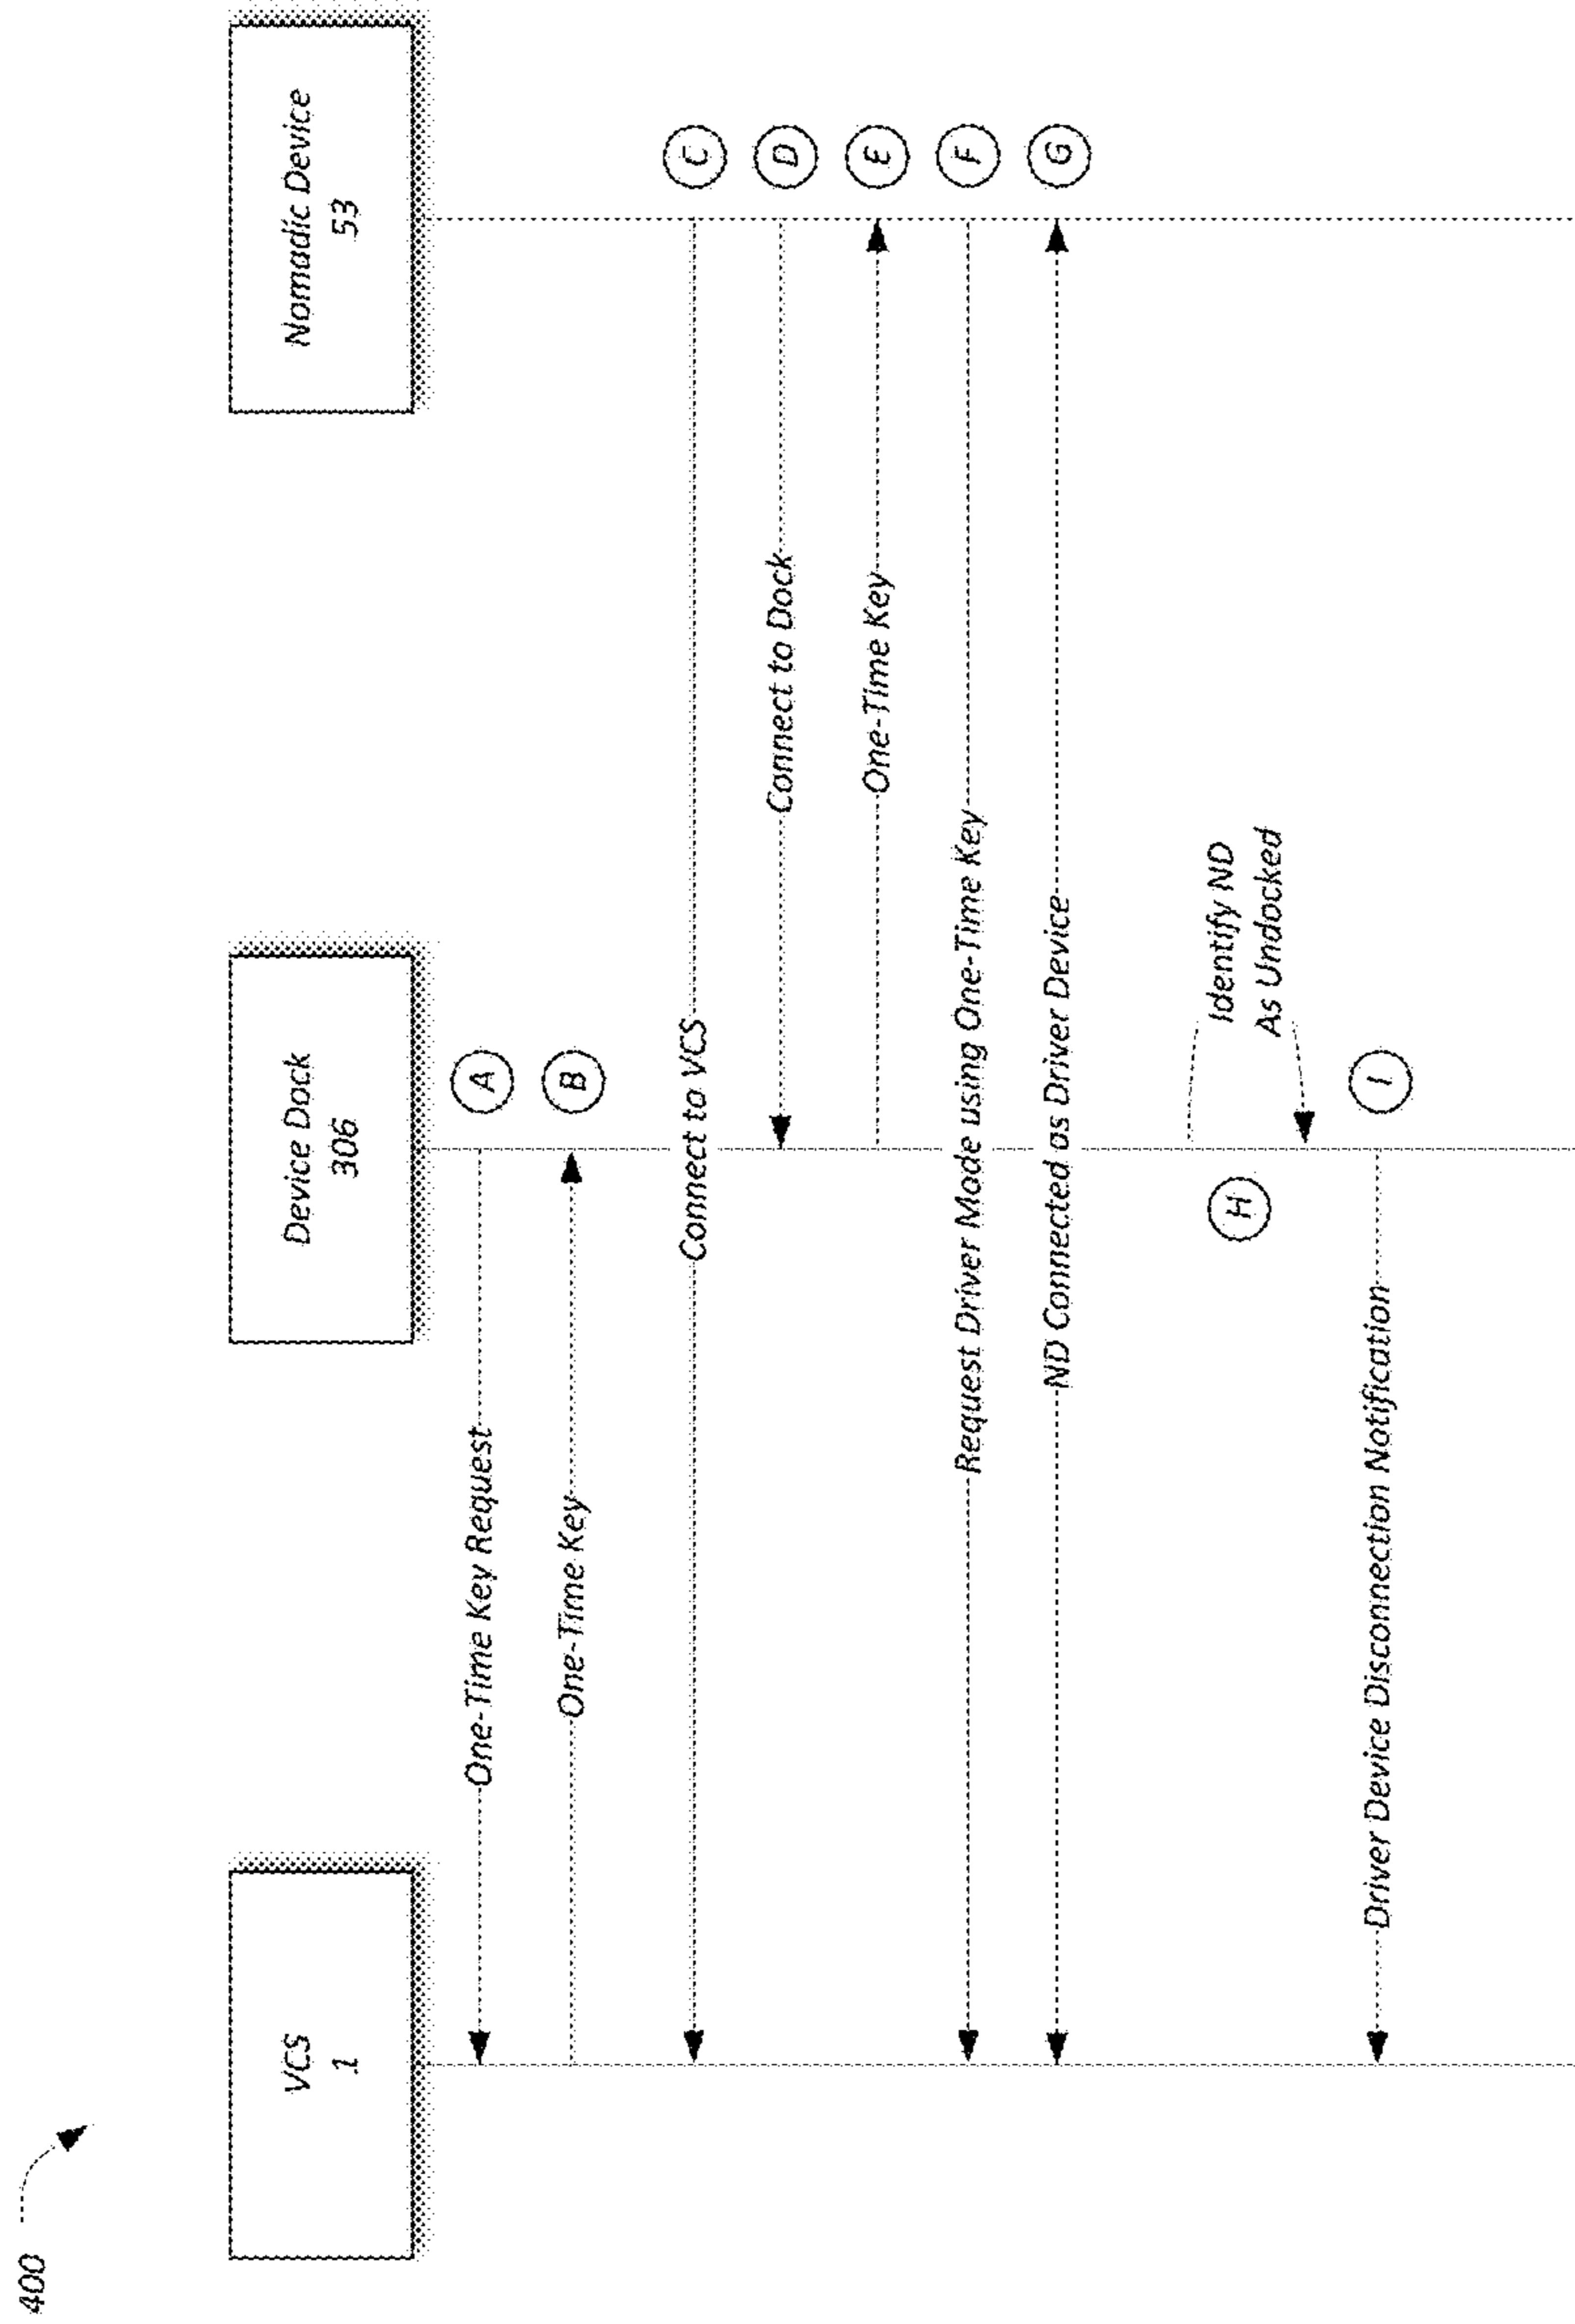 400
VCS
1
Device Dock
306
Nomadic Device
53
One-Time Key Request
A
One-Time Key
B
Connect to VCS
C
Connect to Dock
D
One-Time Key
E
Request Driver Mode using One-Time Key
F
ND Connected as Driver Device
G
H
Identify ND
As Undocked
Driver Device Disconnection Notification
I